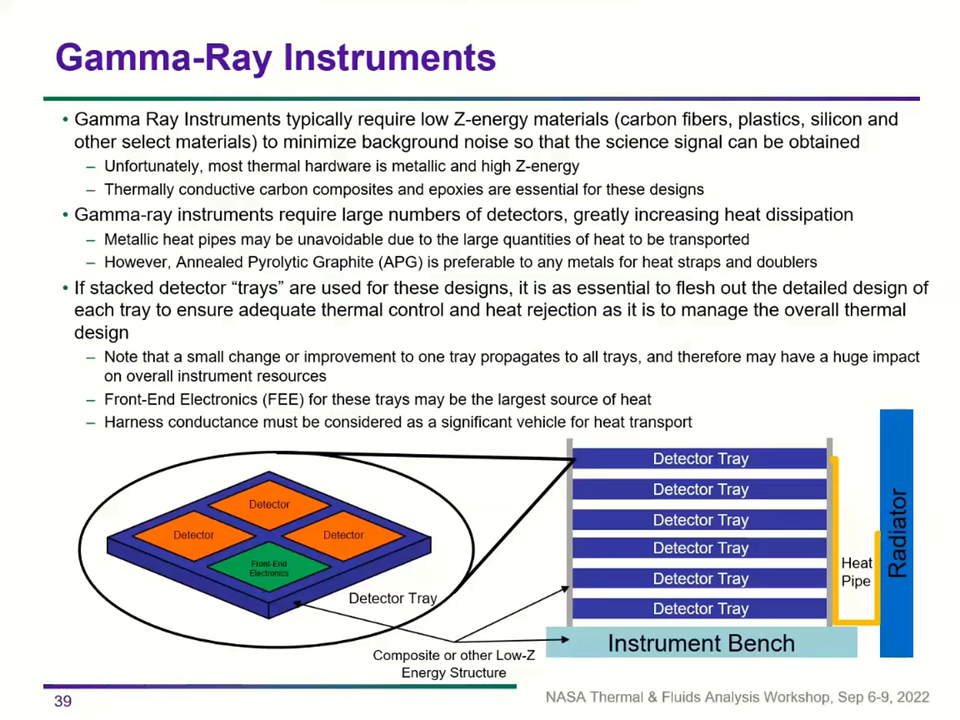 Gamma-Ray Instruments
• Gamma Ray Instruments typically require low Z-energy materials (carbon fibers, plastics, silicon and
other select materials) to minimize background noise so that the science signal can be obtained
– Unfortunately, most thermal hardware is metallic and high Z-energy
– Thermally conductive carbon composites and epoxies are essential for these designs
• Gamma-ray instruments require large numbers of detectors, greatly increasing heat dissipation
– Metallic heat pipes may be unavoidable due to the large quantities of heat to be transported
– However, Annealed Pyrolytic Graphite (APG) is preferable to any metals for heat straps and doublers
• If stacked detector “trays” are used for these designs, it is as essential to flesh out the detailed design of
each tray to ensure adequate thermal control and heat rejection as it is to manage the overall thermal
design
– Note that a small change or improvement to one tray propagates to all trays, and therefore may have a huge impact
on overall instrument resources
– Front-End Electronics (FEE) for these trays may be the largest source of heat
– Harness conductance must be considered as a significant vehicle for heat transport
Detector
Detector
Detector
Front-End
Electronics
Detector Tray
Composite or other Low-Z
Energy Structure
Detector Tray
Detector Tray
Detector Tray
Detector Tray
Detector Tray
Detector Tray
Instrument Bench
Heat
Pipe
Radiator
39
NASA Thermal & Fluids Analysis Workshop, Sep 6-9, 2022